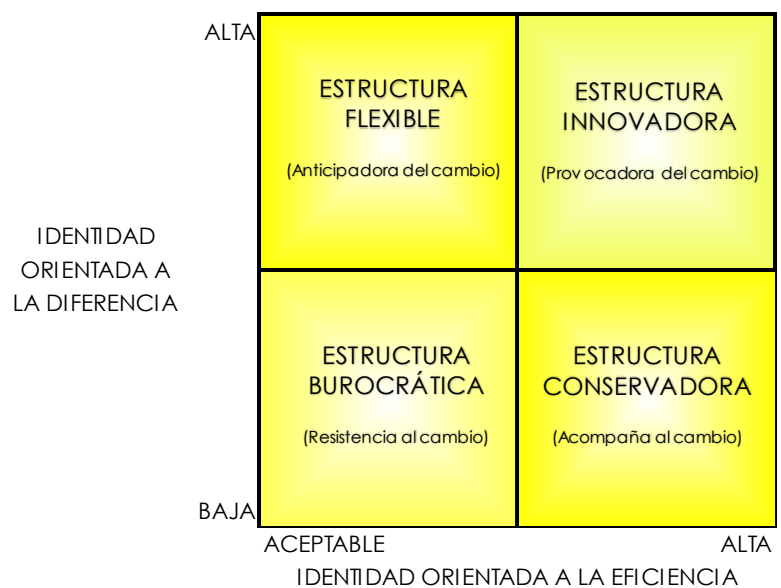 ALTA
ESTRUCTURA
FLEXIBLE
(Anticipadora del cambio)
ESTRUCTURA
INNOVADORA
(Provocadora del cambio)
IDENTIDAD
ORIENTADA A
LA DIFERENCIA
ESTRUCTURA
BUROCRÁTICA
(Resistencia al cambio)
ESTRUCTURA
CONSERVADORA
(Acompaña al cambio)
BAJA
ACEPTABLE
ALTA
IDENTIDAD ORIENTADA A LA EFICIENCIA